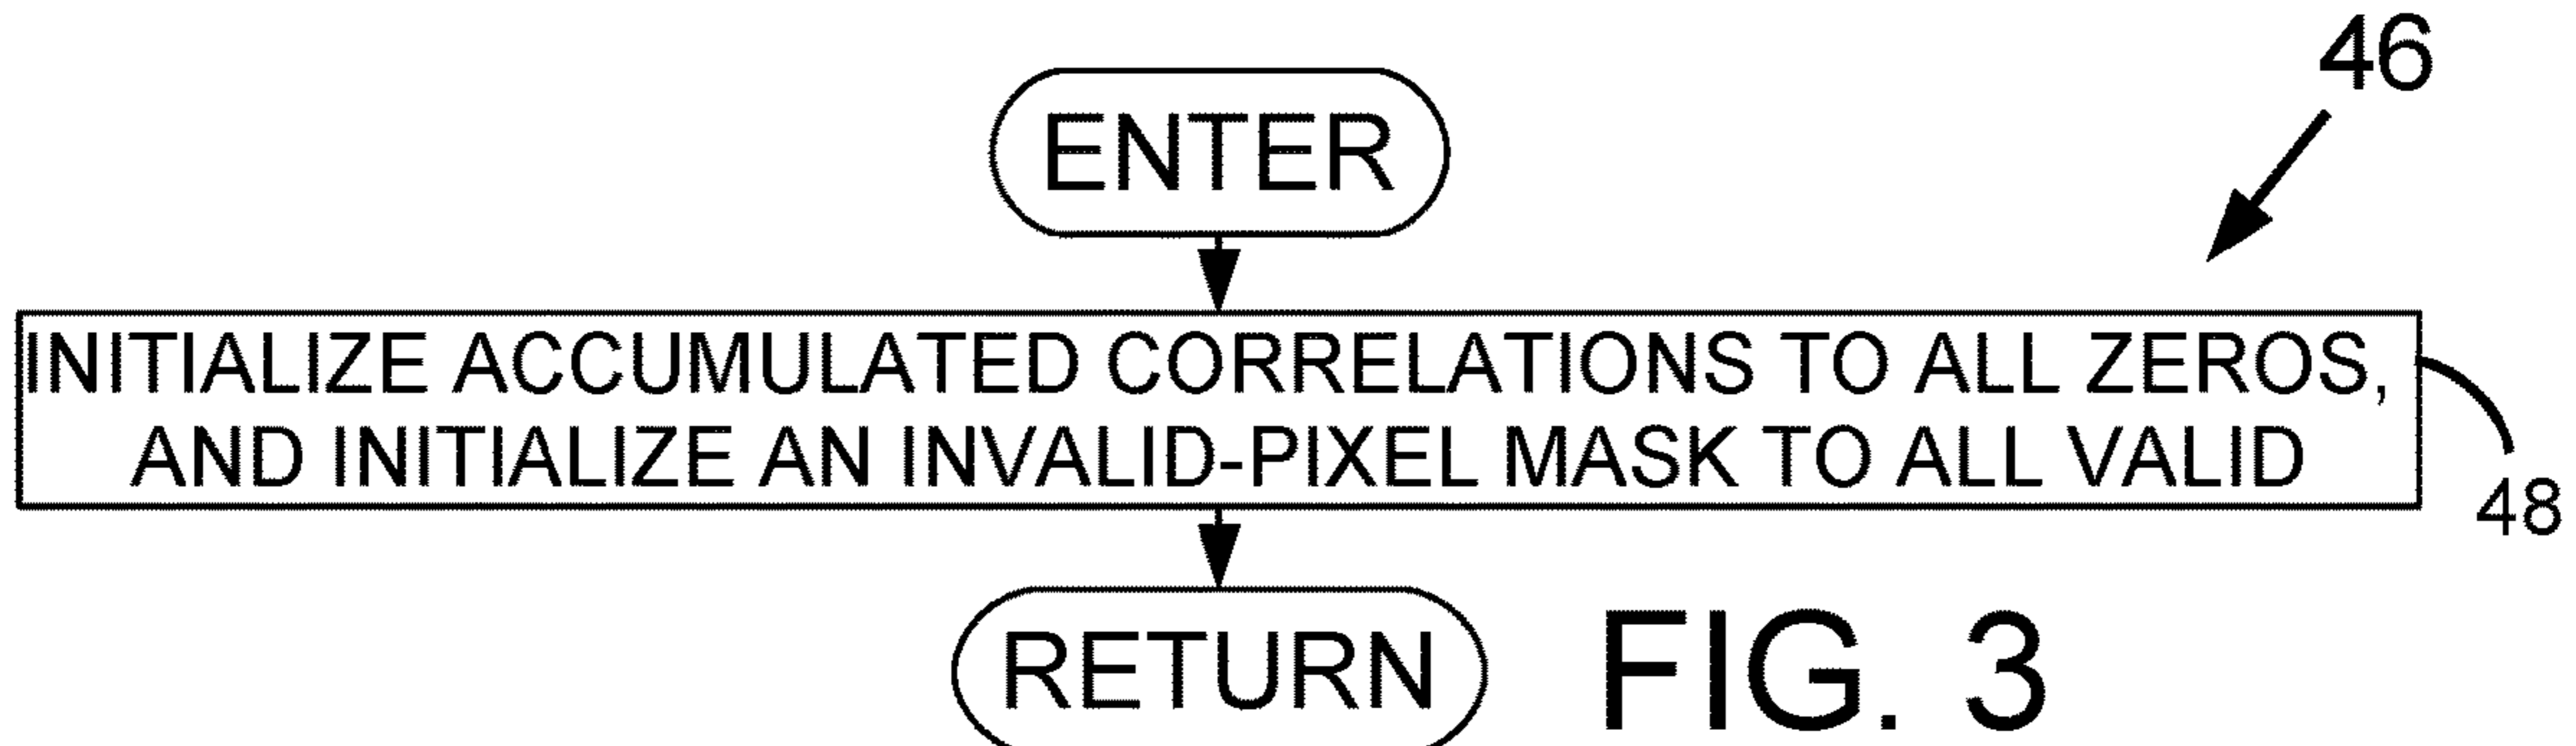 46
ENTER
INITIALIZE ACCUMULATED CORRELATIONS TO ALL ZEROS,
AND INITIALIZE AN INVALID-PIXEL MASK TO ALL VALID
48
RETURN
FIG. 3